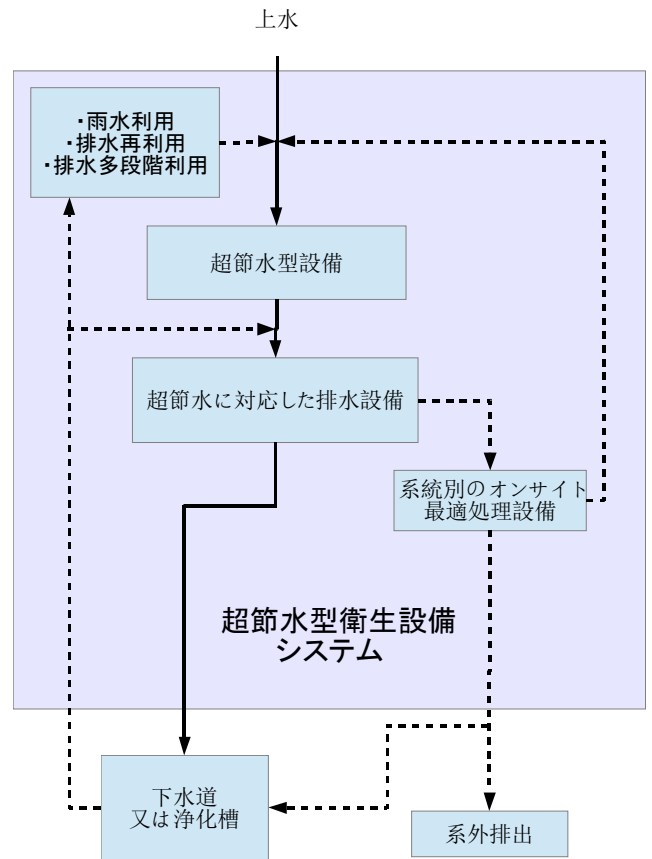 上水
・雨水利用
・排水再利用
・排水多段階利用
超節水型設備
超節水に対応した排水設備
系統別のオンサイト
最適処理設備
超節水型衛生設備
システム
下水道
又は浄化槽
系外排出